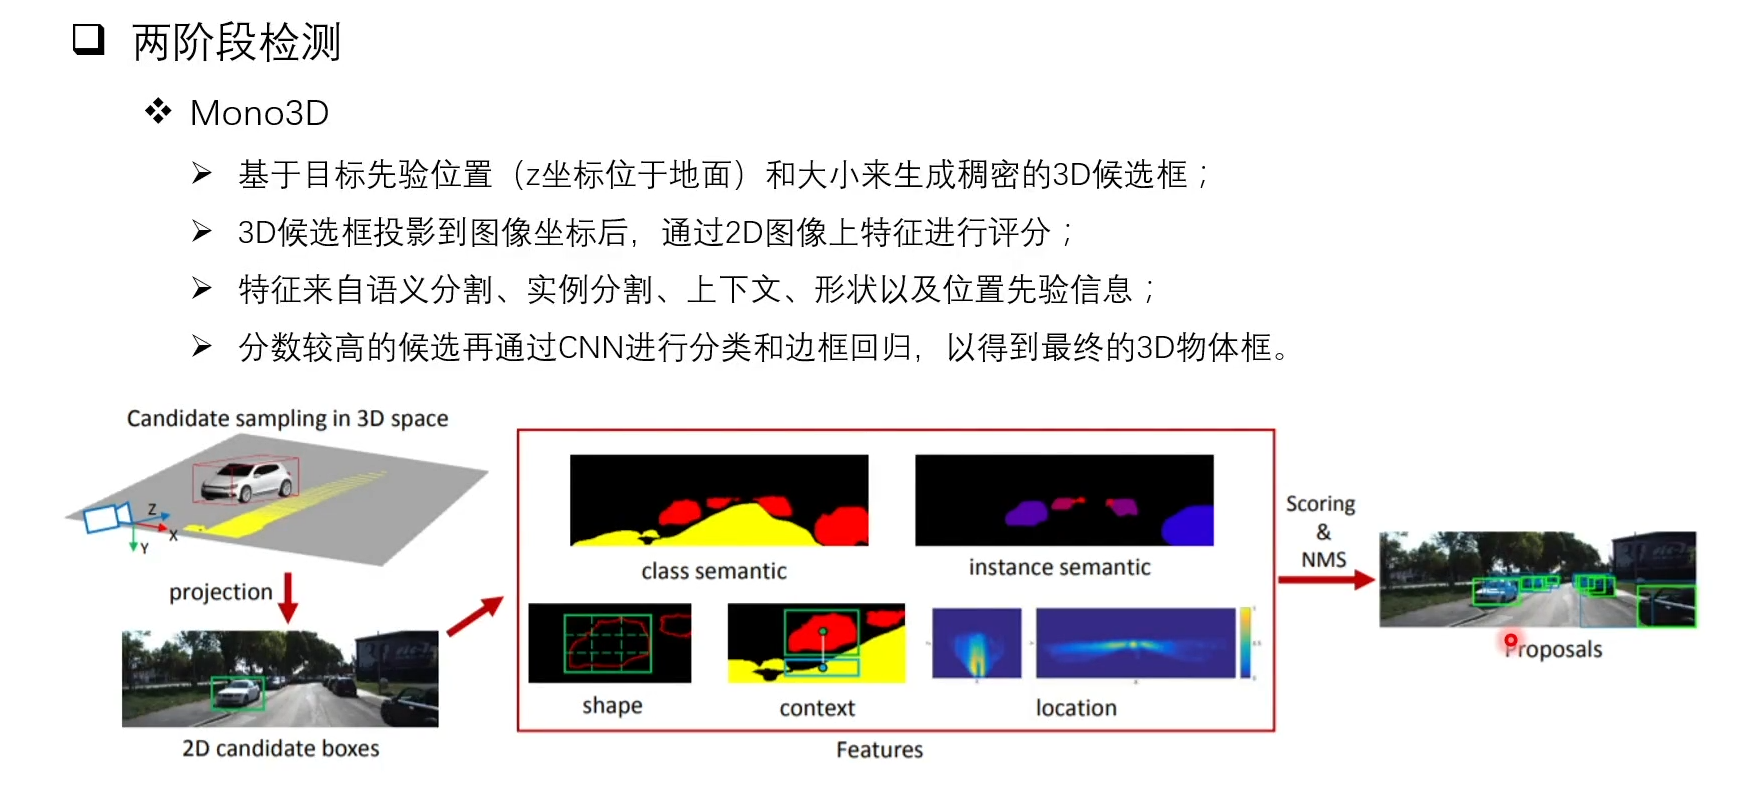 两阶段检测
Mono3D
基于目标先验位置（z坐标位于地面）和大小来生成稠密的3D候选框；
3D候选框投影到图像坐标后，通过2D图像上特征进行评分；
特征来自语义分割、实例分割、上下文、形状以及位置先验信息；
分数较高的候选再通过CNN进行分类和边框回归，以得到最终的3D物体框。
Candidate sampling in 3D space
Z
X
Y
projection
2D candidate boxes
class semantic
instance semantic
shape
context
location
Features
Scoring
&
NMS
Proposals